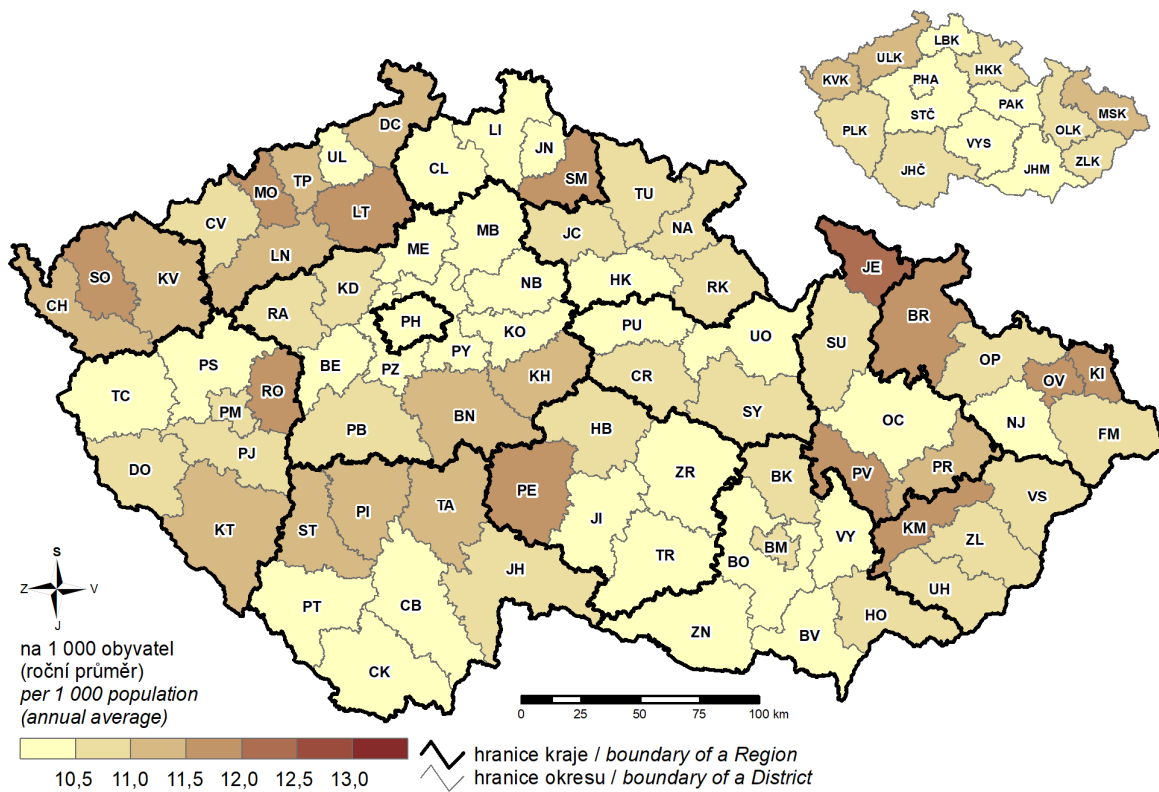 LBK
ULK
HKK
KVK
PHA
PAK
MSK
STČ
OLK
PLK
VYS
ZLK
JHČ
JHM
DC
LI
JN
UL
CL
SM
MO
TP
TU
LT
CV
MB
JC
NA
ME
LN
JE
SO
KV
KD
NB
HK
RK
CH
RA
BR
PH
PU
KO
UO
SU
OP
PS
BE
PZ
PY
OV
KI
TC
RO
KH
CR
NJ
PM
BN
SY
OC
FM
PB
HB
DO
PJ
PR
ZR
BK
PV
VS
PE
PI
TA
KT
ST
JI
KM
ZL
VY
BM
TR
BO
JH
UH
PT
CB
HO
ZN
BV
CK
S
Z V
J
na 1 000 obyvatel
(roční průměr)
per 1 000 population
(annual average)
10,5 11,0 11,5 12,0 12,5 13,0
0 25 50 75 100 km
hranice kraje / boundary of a Region
hranice okresu / boundary of a District